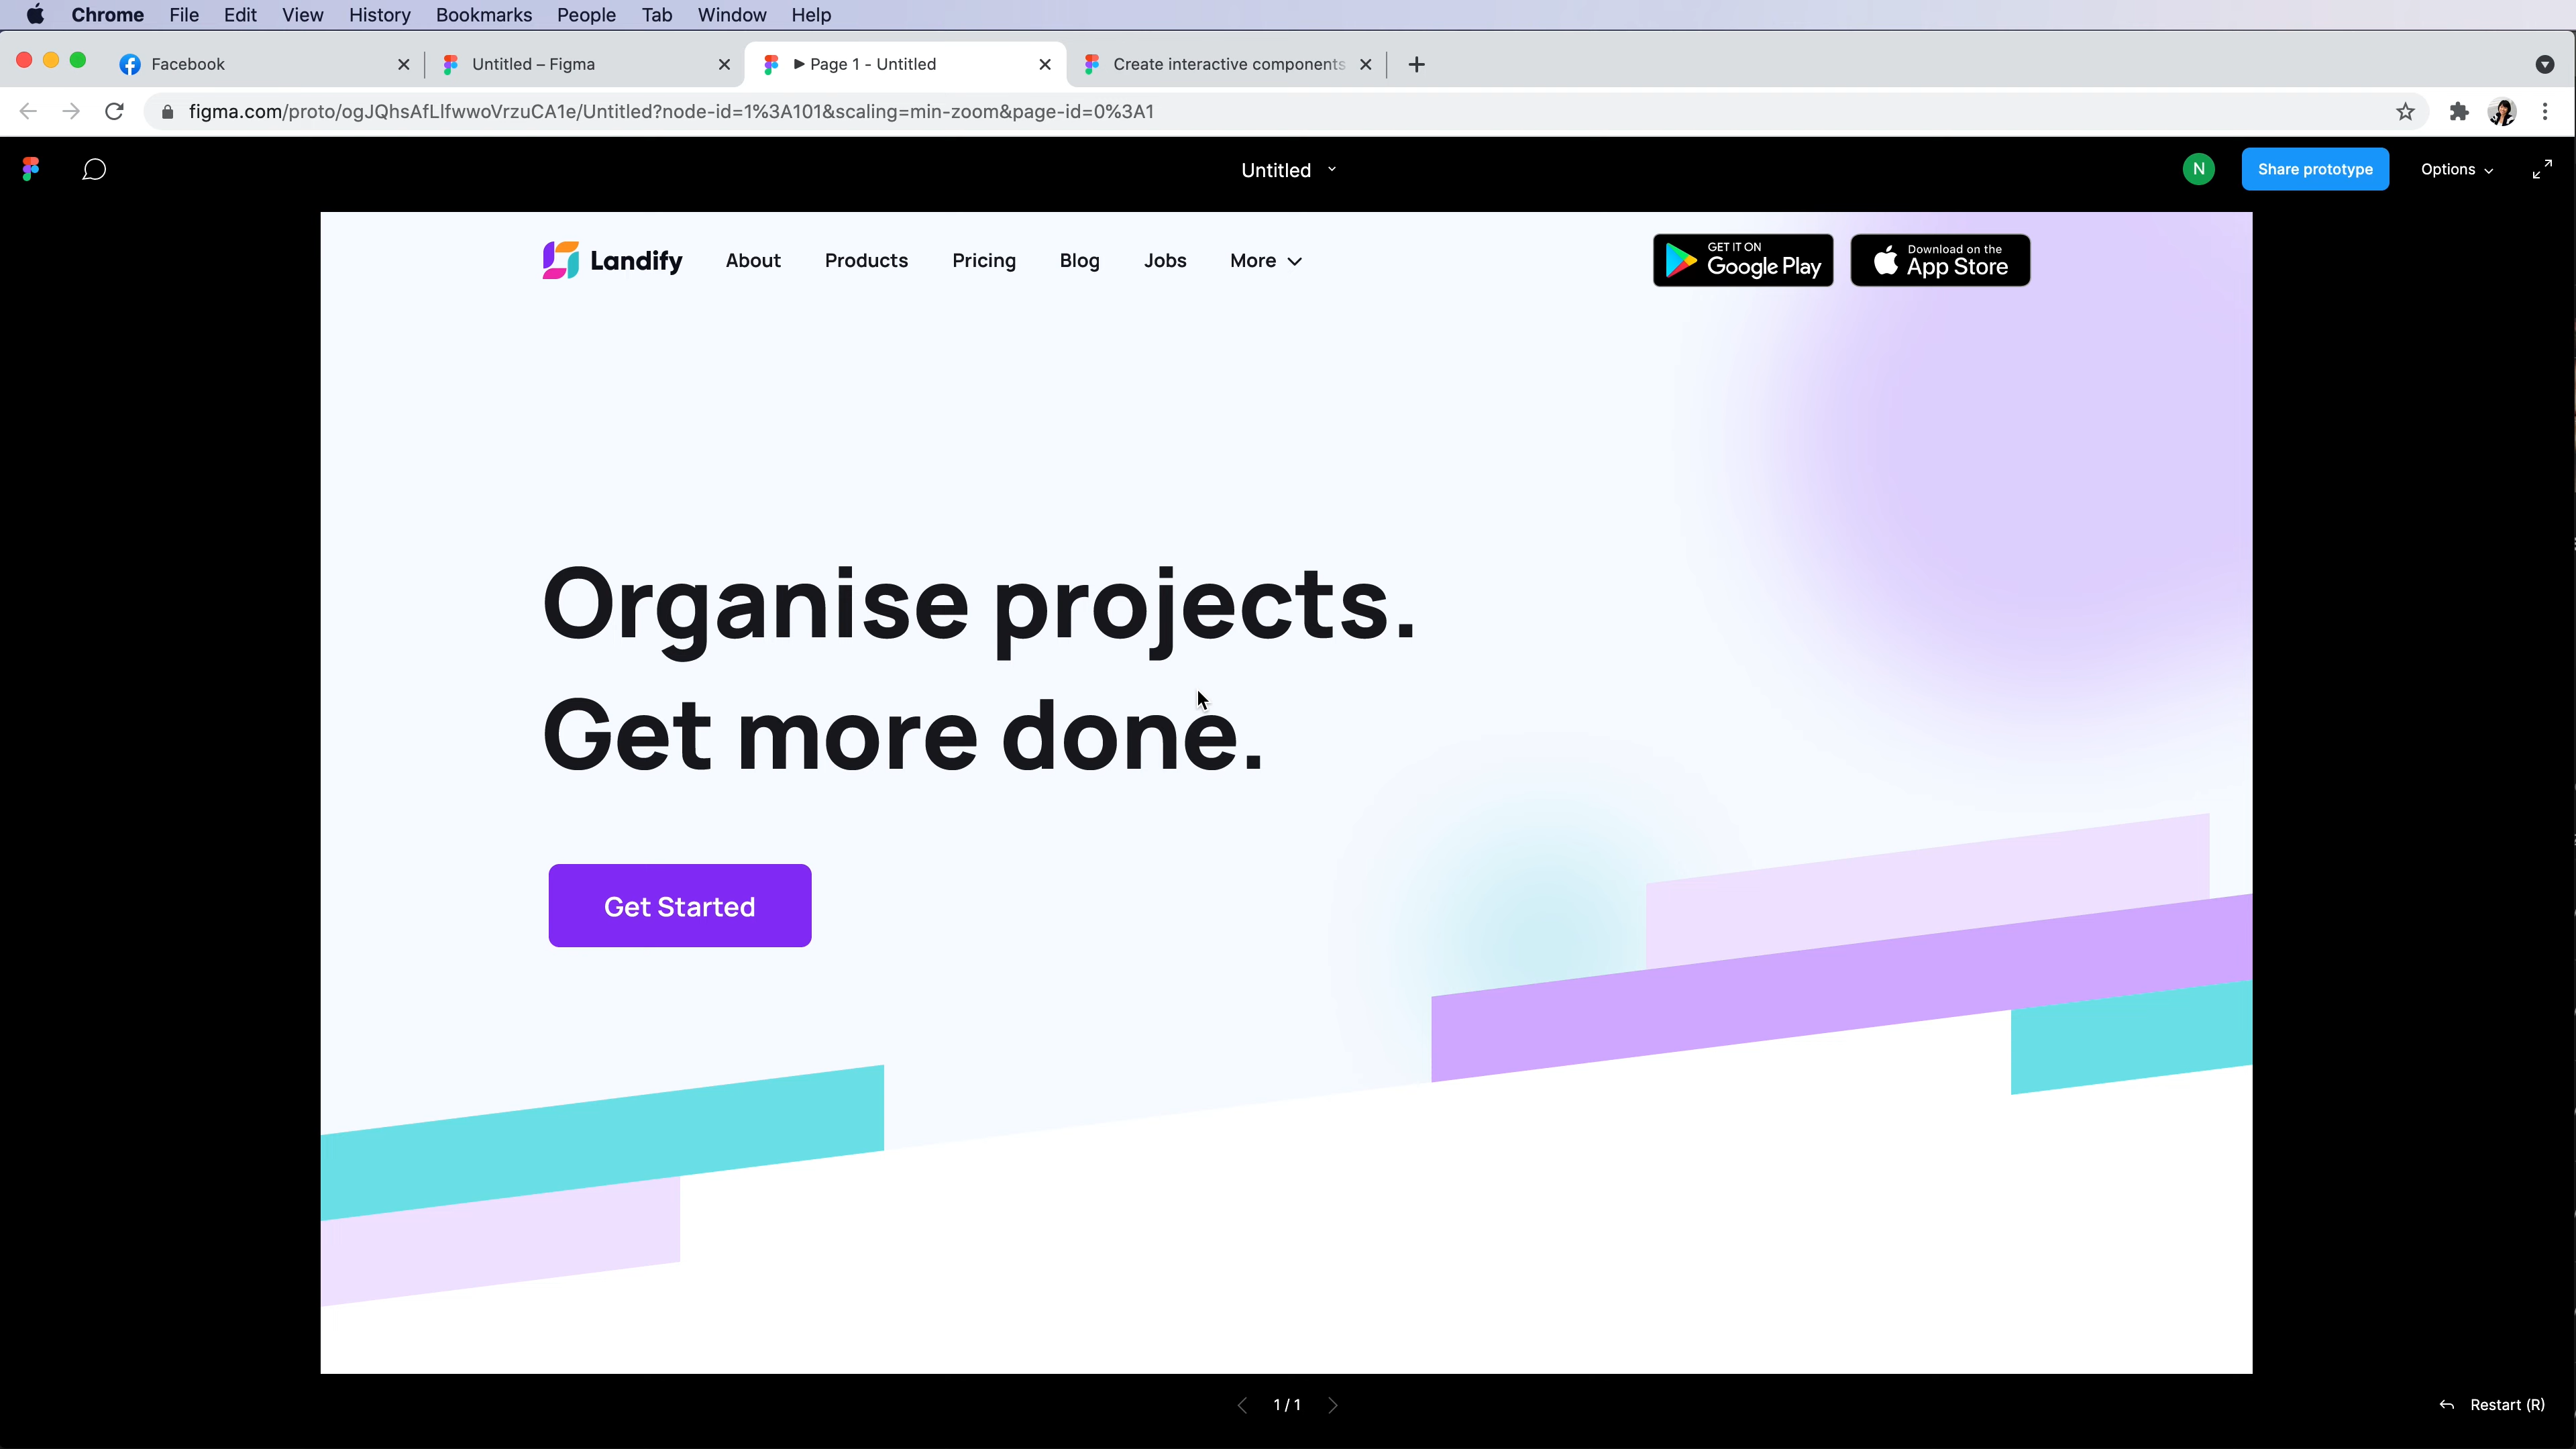 Chrome File Edit View History Bookmarks People Tab Window Help
Facebook
Untitled – Figma
Page 1 - Untitled
Create interactive components
figma.com/proto/ogJQhsAfLlfwwoVrzuCA1e/Untitled?node-id=1%3A101&scaling=min-zoom&page-id=0%3A1
Untitled
N
Share prototype
Options
Landify
About
Products
Pricing
Blog
Jobs
More
GET IT ON
Google Play
Download on the
App Store
Organise projects.
Get more done.
Get Started
1 / 1
Restart (R)